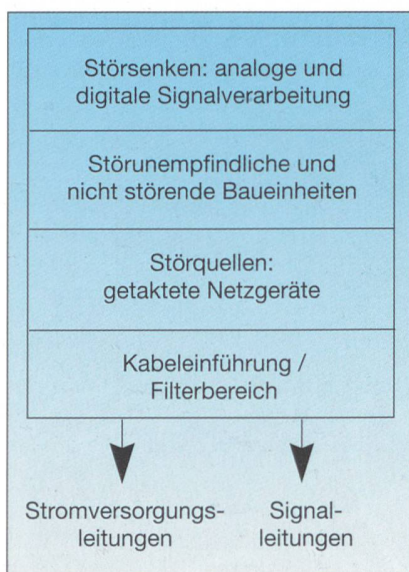 Störsenken: analoge und
digitale Signalverarbeitung
Störunempfindliche und
nicht störende Baueinheiten
Störquellen:
getaktete Netzgeräte
Kabeleinführung /
Filterbereich
Stromversorgungs-
leitungen
Signal-
leitungen